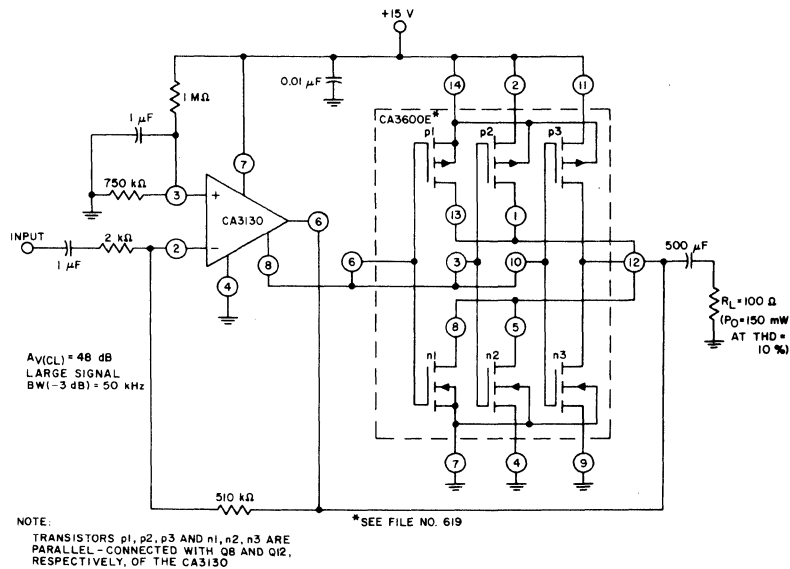 +15 V
0.01 µF
1 MΩ
1 µF
750 kΩ
3
7
14
2
11
CA3600E*
p1
p2
p3
+
CA3130
−
6
8
4
INPUT
1 µF
2 kΩ
2
13
1
6
3
10
12
500 µF
RL=100 Ω
(PO=150 mW
AT THD=
10 %)
8
5
n1
n2
n3
7
4
9
AV(CL) = 48 dB
LARGE SIGNAL
BW(−3 dB) = 50 kHz
510 kΩ
*SEE FILE NO. 619
NOTE:
TRANSISTORS p1, p2, p3 AND n1, n2, n3 ARE
PARALLEL-CONNECTED WITH Q8 AND Q12,
RESPECTIVELY, OF THE CA3130